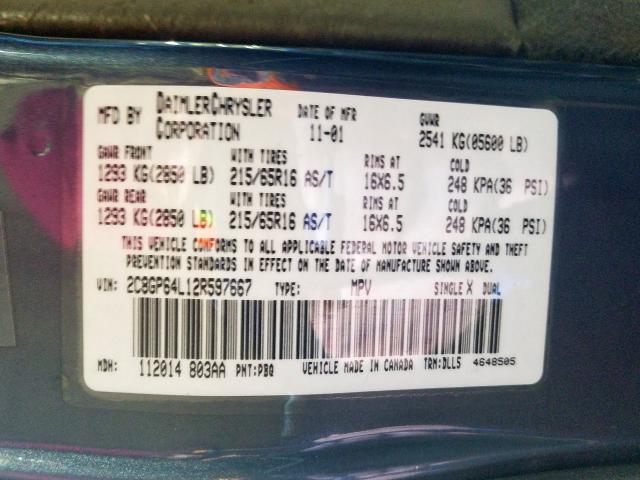 MFD BY DAIMLERCHRYSLER CORPORATION DATE OF MFR 11-01 GVWR 2541 KG(05600 LB)
GAWR FRONT WITH TIRES RIMS AT COLD
1293 KG(2850 LB) 215/65R16 AS/T 16X6.5 248 KPA(36 PSI)
GAWR REAR WITH TIRES RIMS AT COLD
1293 KG(2850 LB) 215/65R16 AS/T 16X6.5 248 KPA(36 PSI)
THIS VEHICLE CONFORMS TO ALL APPLICABLE FEDERAL MOTOR VEHICLE SAFETY AND THEFT
PREVENTION STANDARDS IN EFFECT ON THE DATE OF MANUFACTURE SHOWN ABOVE.
VIN: 2C8GP64L12R597667 TYPE: MPV SINGLE X DUAL
MDH: 112014 803AA PNT:PBQ VEHICLE MADE IN CANADA TRM:DLL5 4648505